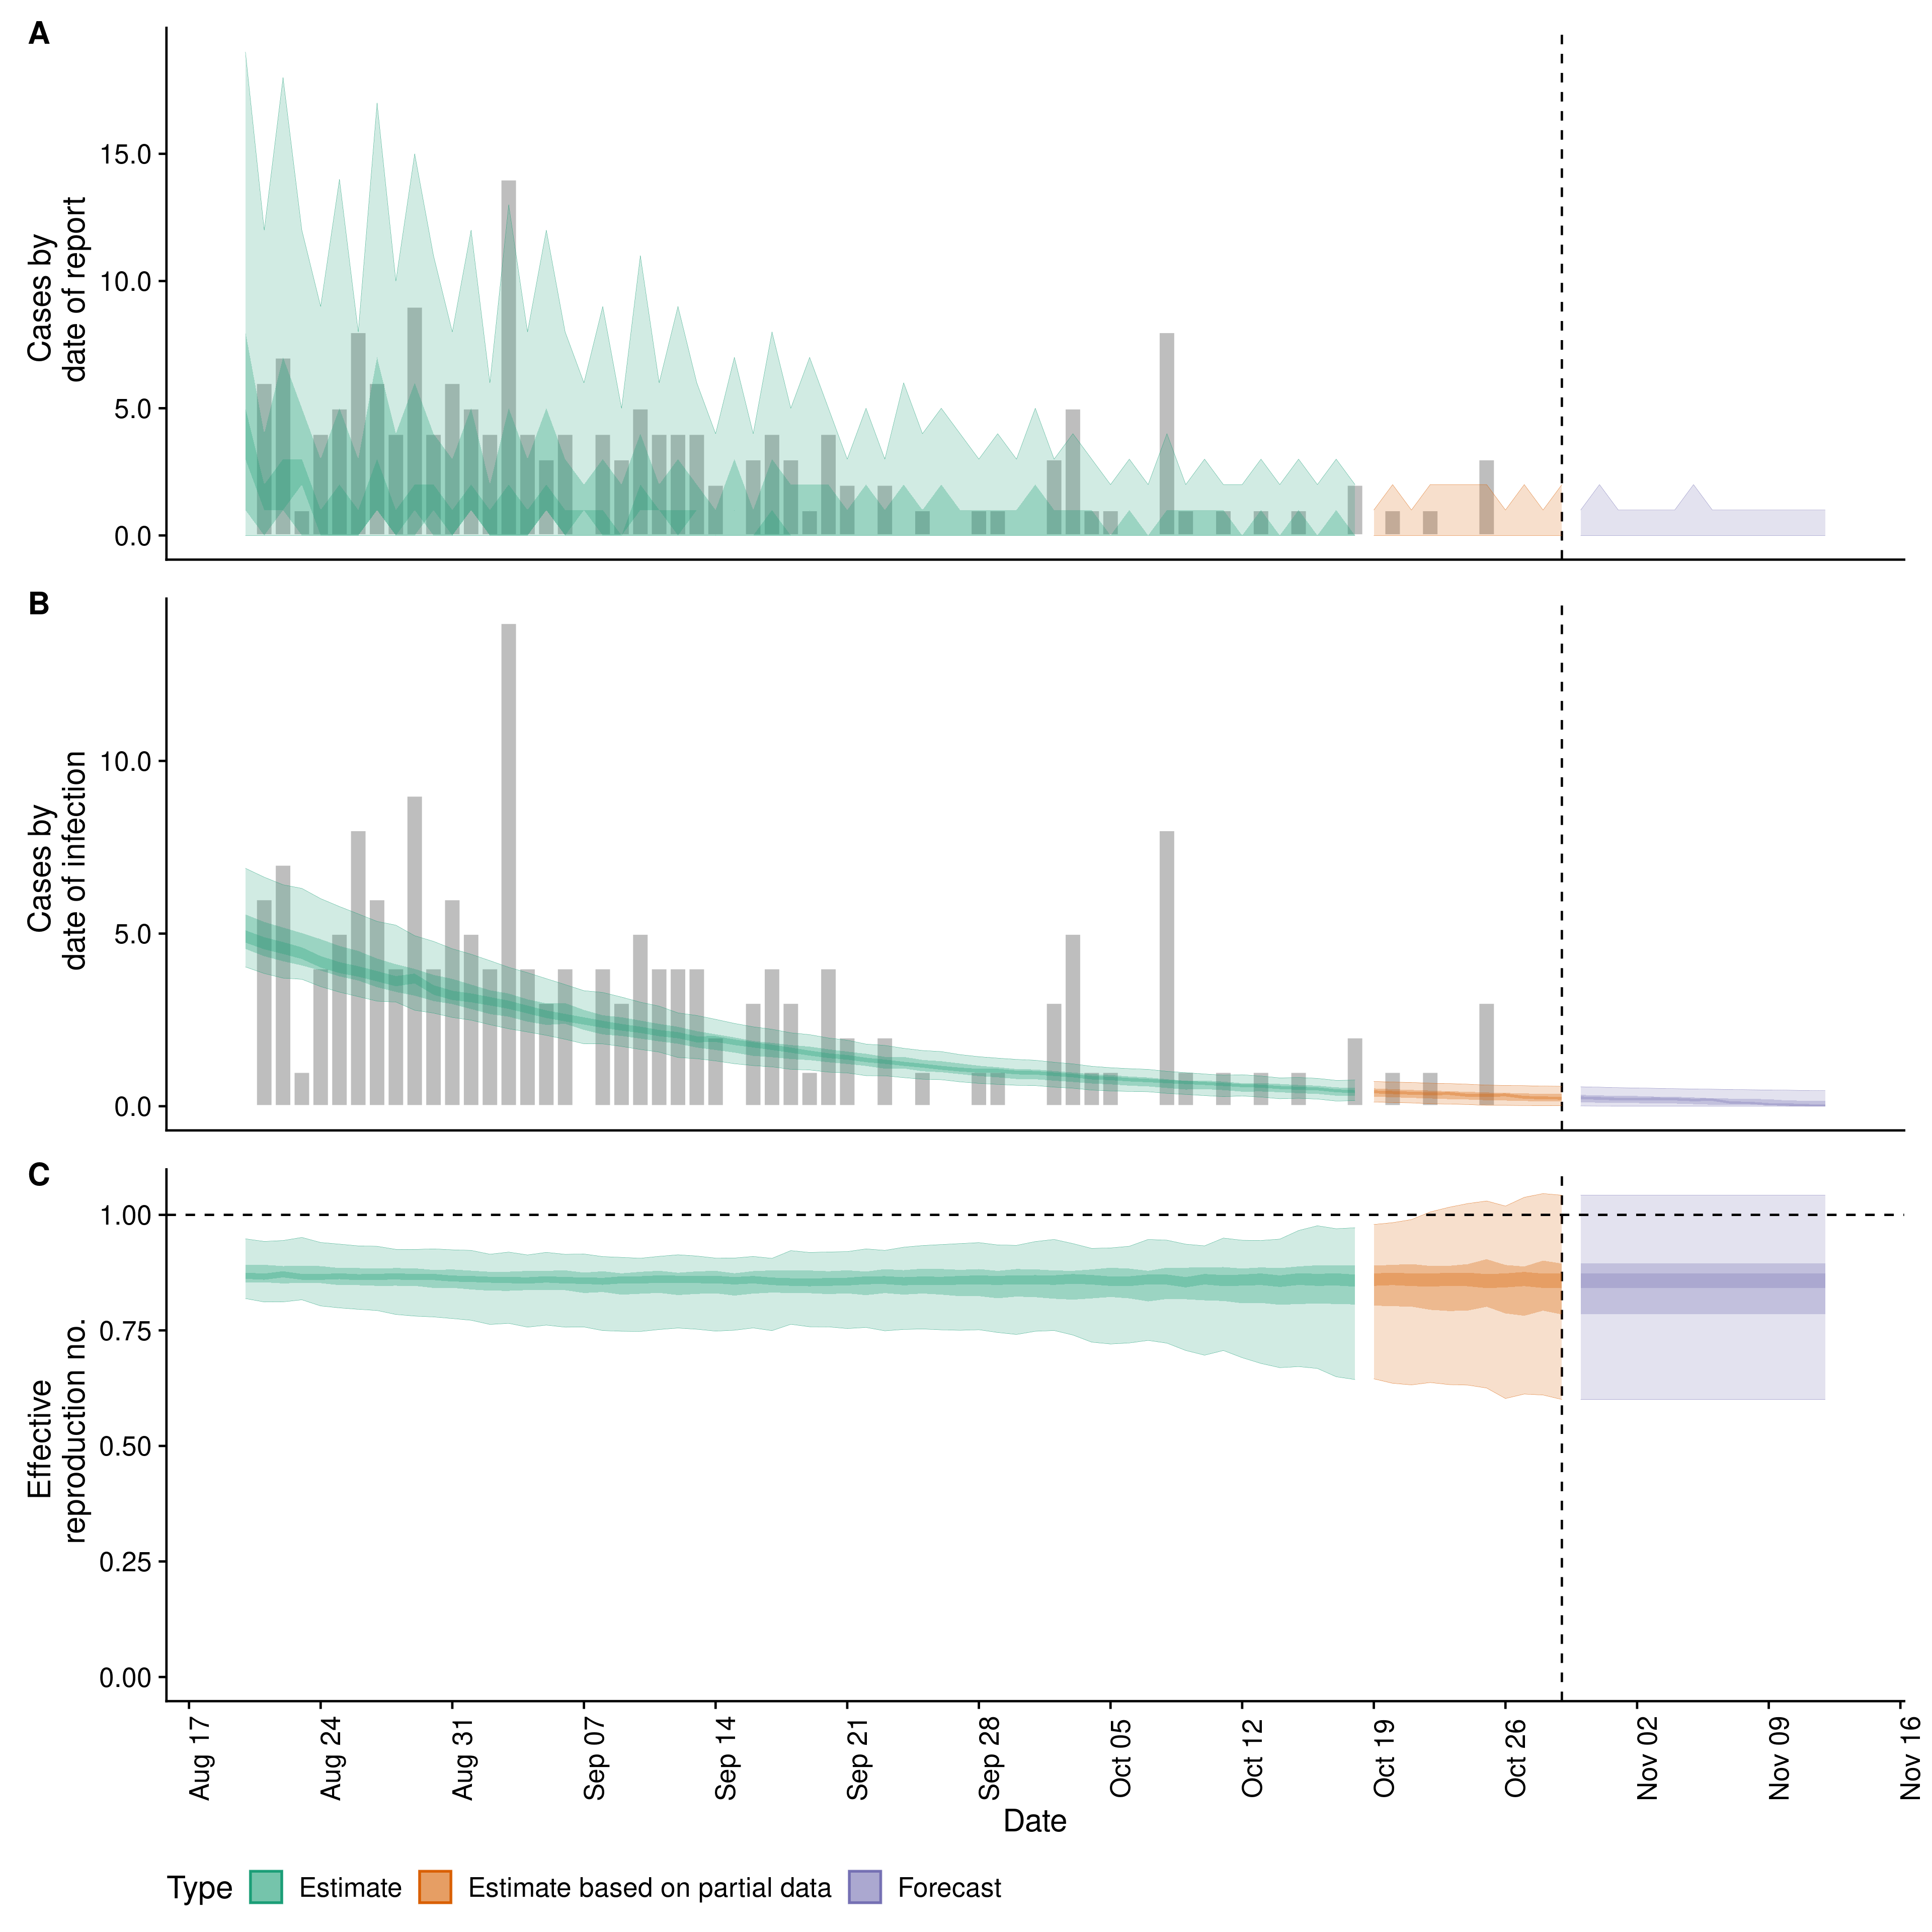 A
Cases by
date of report
15.0
10.0
5.0
0.0
B
Cases by
date of infection
10.0
5.0
0.0
C
Effective
reproduction no.
1.00
0.75
0.50
0.25
0.00
Aug 17
Aug 24
Aug 31
Sep 07
Sep 14
Sep 21
Sep 28
Oct 05
Oct 12
Oct 19
Oct 26
Nov 02
Nov 09
Nov 16
Date
Type Estimate Estimate based on partial data Forecast